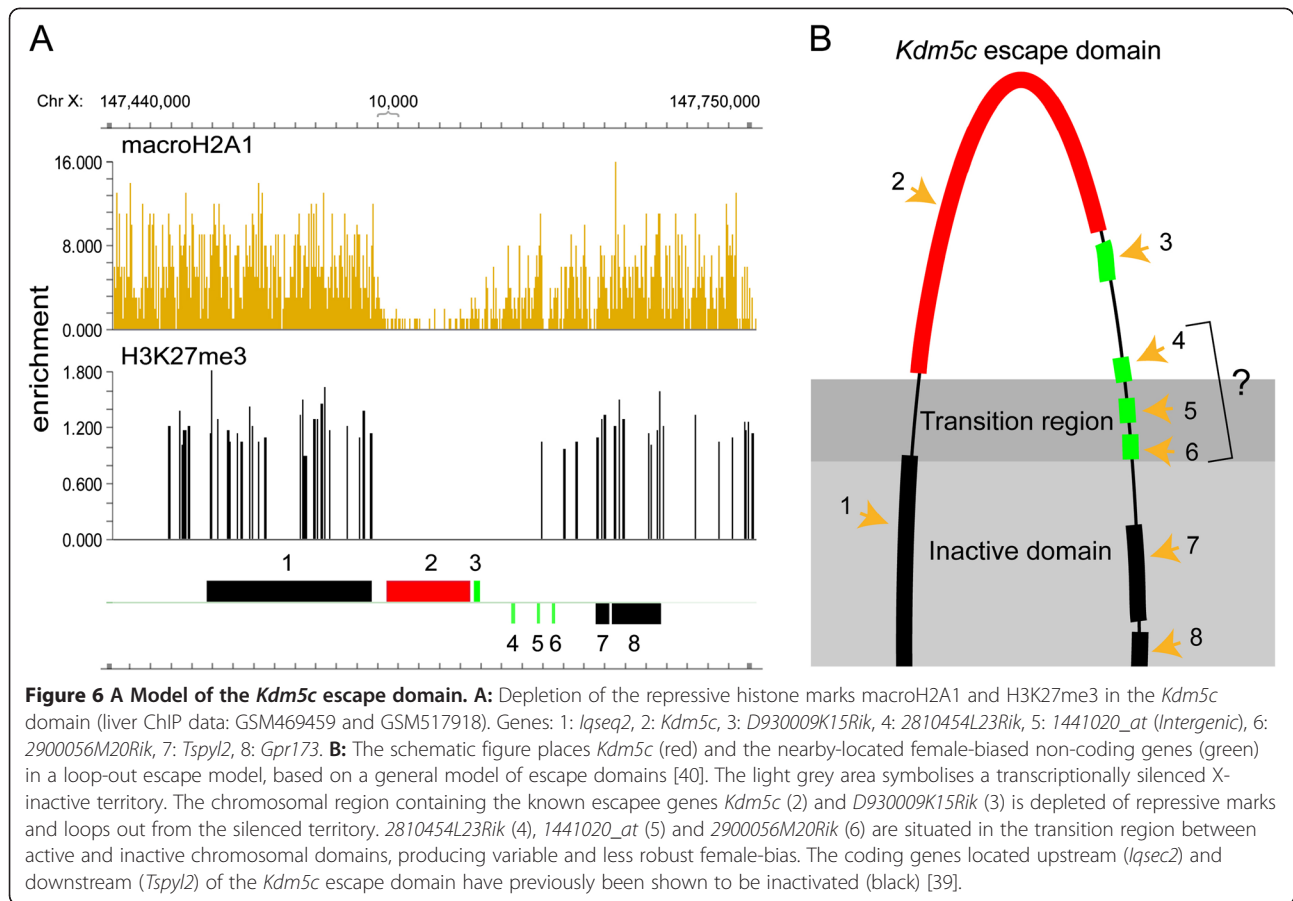 A
Chr X: 147,440,000 10,000 147,750,000
macroH2A1
16.000
8.000
0.000
enrichment
H3K27me3
1.800
1.200
0.600
0.000
1 2 3
4 5 6 7 8
B
Kdm5c escape domain
2
3
4
?
Transition region
5
6
1
Inactive domain
7
8
Figure 6 A Model of the Kdm5c escape domain. A: Depletion of the repressive histone marks macroH2A1 and H3K27me3 in the Kdm5c
domain (liver ChIP data: GSM469459 and GSM517918). Genes: 1: Iqseq2, 2: Kdm5c, 3: D930009K15Rik, 4: 2810454L23Rik, 5: 1441020_at (Intergenic), 6:
2900056M20Rik, 7: Tspyl2, 8: Gpr173. B: The schematic figure places Kdm5c (red) and the nearby-located female-biased non-coding genes (green)
in a loop-out escape model, based on a general model of escape domains [40]. The light grey area symbolises a transcriptionally silenced X-
inactive territory. The chromosomal region containing the known escapee genes Kdm5c (2) and D930009K15Rik (3) is depleted of repressive marks
and loops out from the silenced territory. 2810454L23Rik (4), 1441020_at (5) and 2900056M20Rik (6) are situated in the transition region between
active and inactive chromosomal domains, producing variable and less robust female-bias. The coding genes located upstream (Iqsec2) and
downstream (Tspyl2) of the Kdm5c escape domain have previously been shown to be inactivated (black) [39].